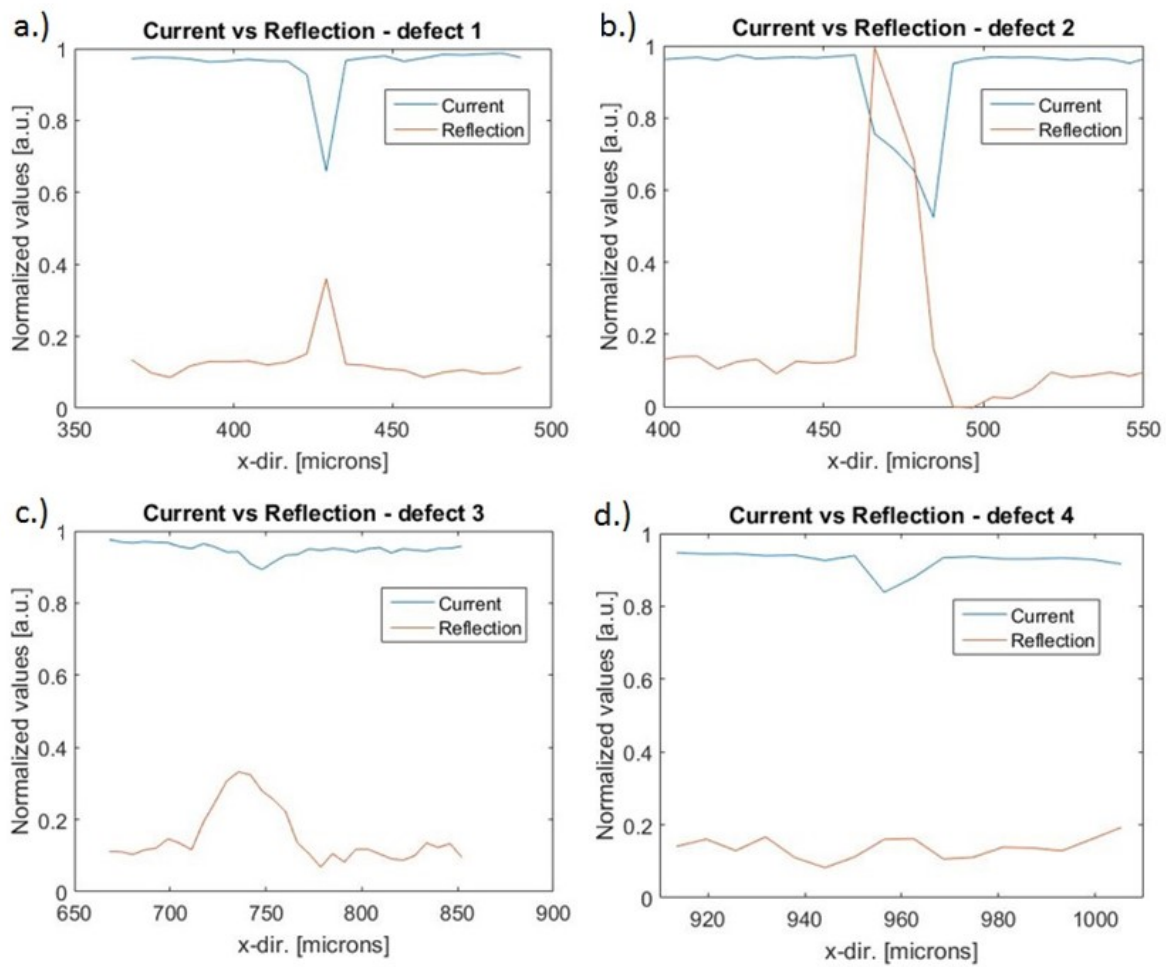 a.)
Current vs Reflection - defect 1
Normalized values [a.u.]
1
0.8
0.6
0.4
0.2
0
350
400
450
500
x-dir. [microns]
Current
Reflection
b.)
Current vs Reflection - defect 2
Normalized values [a.u.]
1
0.8
0.6
0.4
0.2
0
400
450
500
550
x-dir. [microns]
Current
Reflection
c.)
Current vs Reflection - defect 3
Normalized values [a.u.]
1
0.8
0.6
0.4
0.2
0
650
700
750
800
850
900
x-dir. [microns]
Current
Reflection
d.)
Current vs Reflection - defect 4
Normalized values [a.u.]
1
0.8
0.6
0.4
0.2
0
920
940
960
980
1000
x-dir. [microns]
Current
Reflection